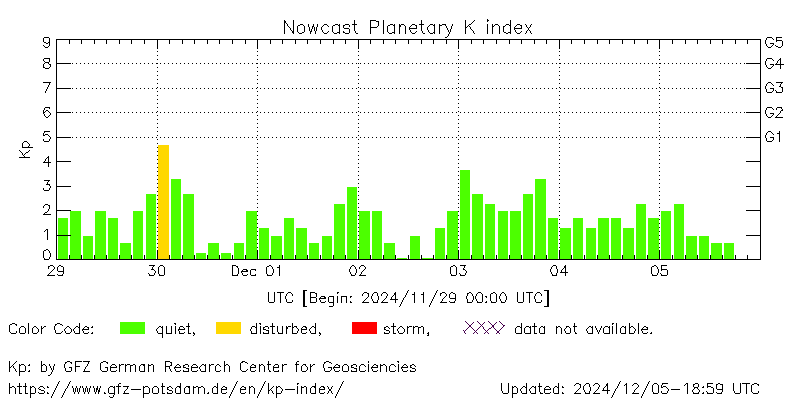 Nowcast Planetary K index
9
8
7
6
5
4
3
2
1
0
Kp
G5
G4
G3
G2
G1
29 30 Dec 01 02 03 04 05
UTC [Begin: 2024/11/29 00:00 UTC]
Color Code: quiet, disturbed, storm, data not available.
Kp: by GFZ German Research Center for Geosciencies
https://www.gfz-potsdam.de/en/kp-index/ Updated: 2024/12/05-18:59 UTC